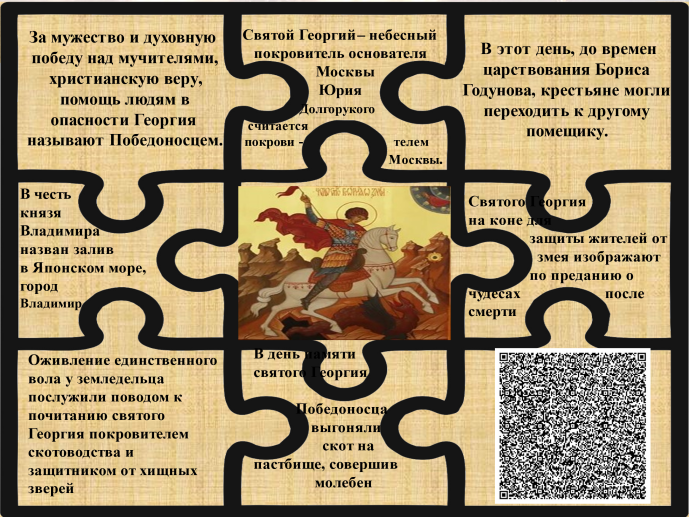 За мужество и духовную
победу над мучителями,
христианскую веру,
помощь людям в
опасности Георгия
называют Победоносцем.
Святой Георгий– небесный
покровитель основателя
Москвы
Юрия
Долгорукого
считается
покрови - телем
Москвы.
В этот день, до времен
царствования Бориса
Годунова, крестьяне могли
переходить к другому
помещику.
В честь
князя
Владимира
назван залив
в Японском море,
город
Владимир
Святого Георгия
на коне для
защиты жителей от
змея изображают
по преданию о
чудесах после
смерти
Оживление единственного
вола у земледельца
послужили поводом к
почитанию святого
Георгия покровителем
скотоводства и
защитником от хищных
зверей
В день памяти
святого Георгия
Победоносца
выгоняли
скот на
пастбище, совершив
молебен